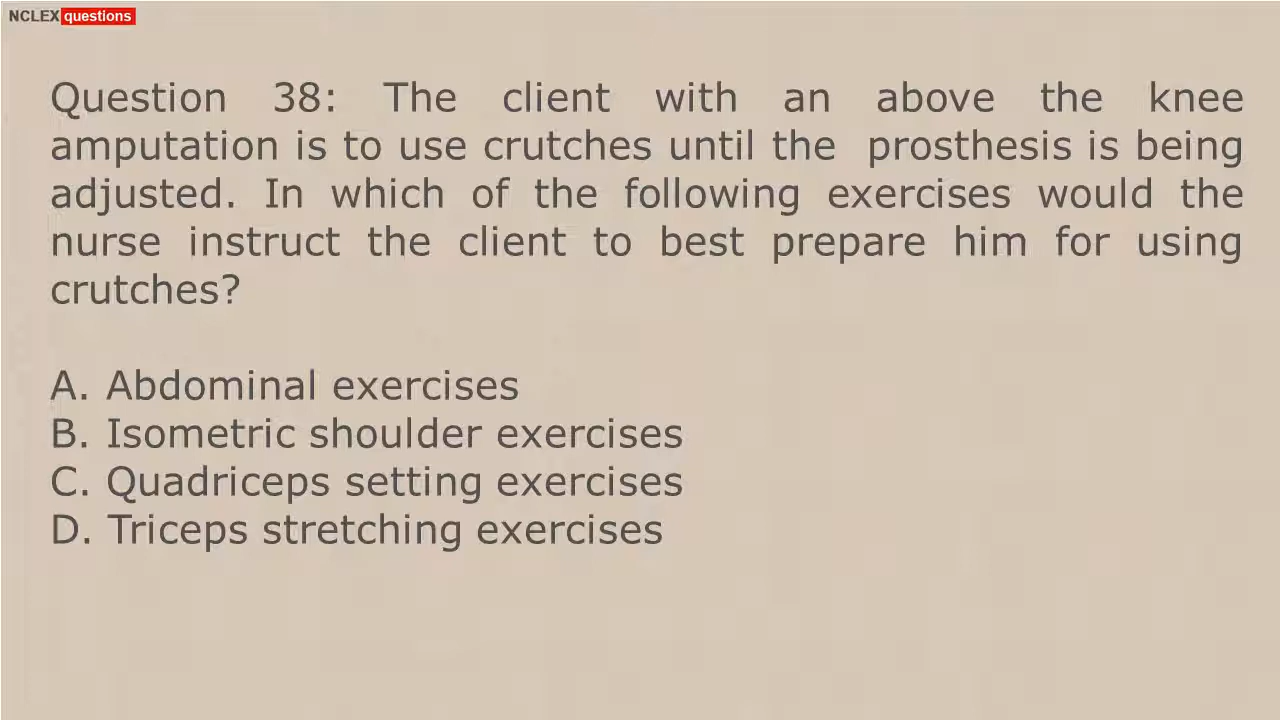 NCLEX questions
Question 38: The client with an above the knee
amputation is to use crutches until the prosthesis is being
adjusted. In which of the following exercises would the
nurse instruct the client to best prepare him for using
crutches?
A. Abdominal exercises
B. Isometric shoulder exercises
C. Quadriceps setting exercises
D. Triceps stretching exercises